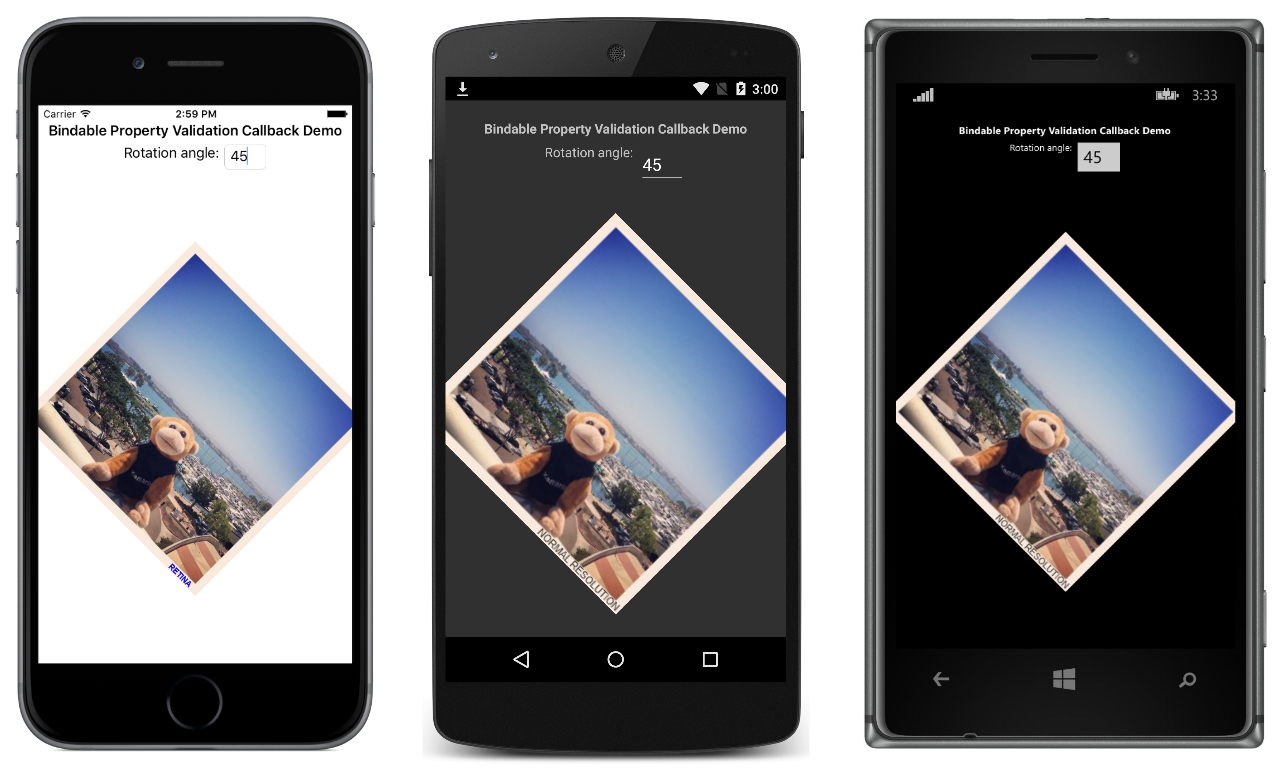 Carrier 2:59 PM
Bindable Property Validation Callback Demo
Rotation angle: 45
RETINA
3:00
Bindable Property Validation Callback Demo
Rotation angle: 45
NORMAL RESOLUTION
3:33
Bindable Property Validation Callback Demo
Rotation angle: 45
NORMAL RESOLUTION